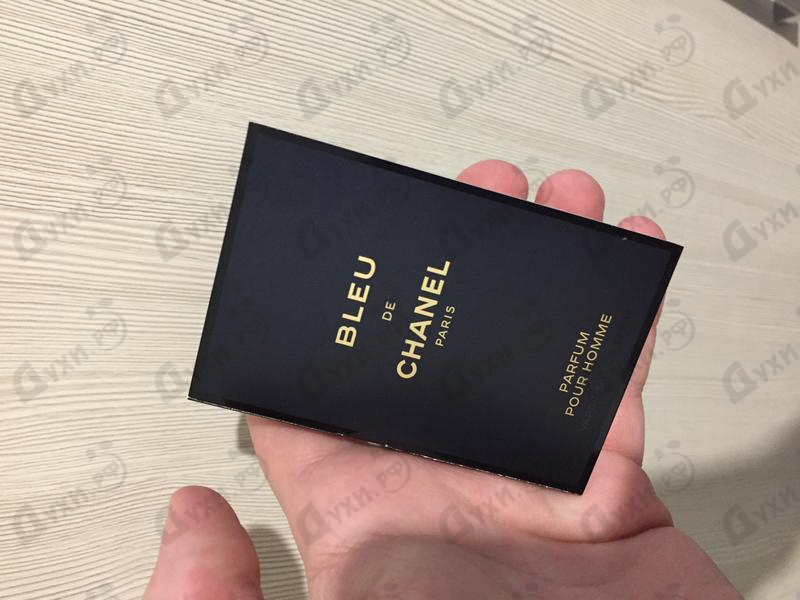 BLEU
DE
CHANEL
PARIS
PARFUM
POUR HOMME
Духи.РФ